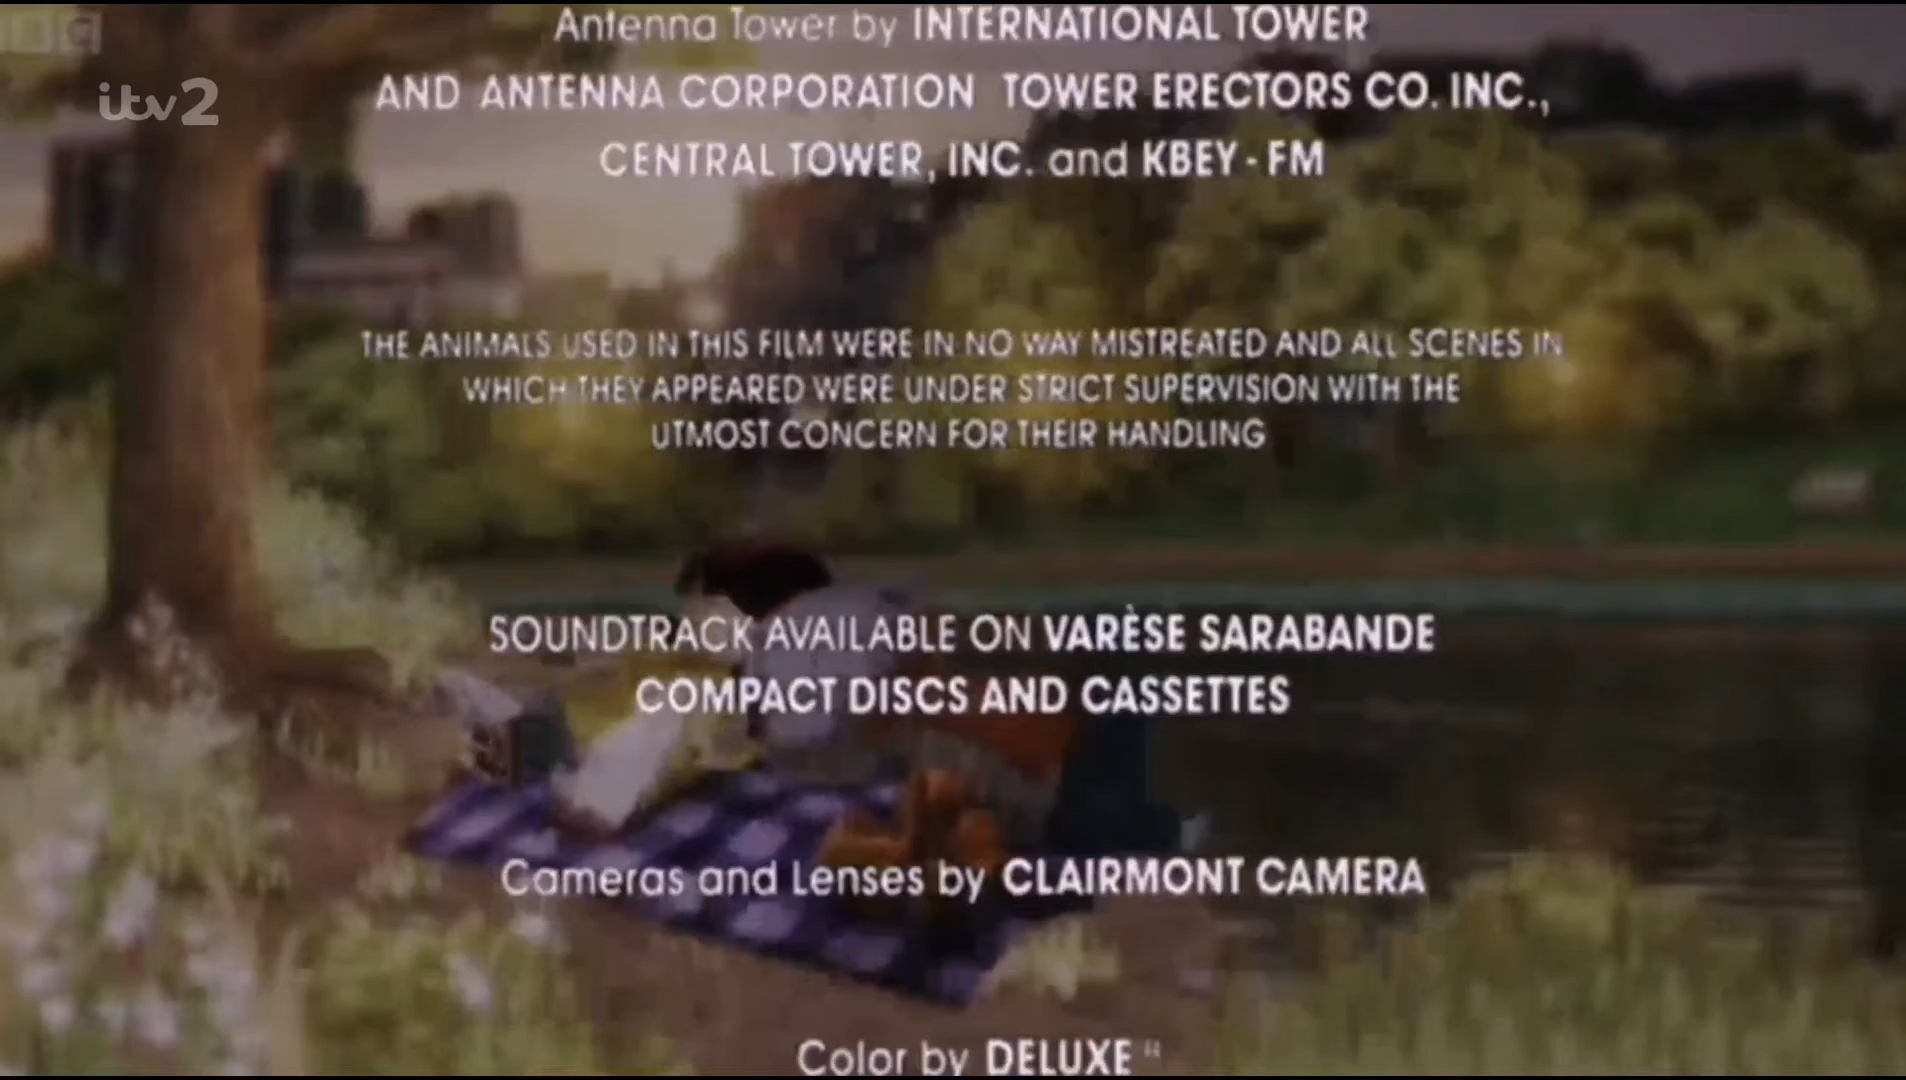 BBC
Antenna Tower by INTERNATIONAL TOWER
itv2
AND ANTENNA CORPORATION TOWER ERECTORS CO. INC.,
CENTRAL TOWER, INC. and KBEY - FM
THE ANIMALS USED IN THIS FILM WERE IN NO WAY MISTREATED AND ALL SCENES IN
WHICH THEY APPEARED WERE UNDER STRICT SUPERVISION WITH THE
UTMOST CONCERN FOR THEIR HANDLING
SOUNDTRACK AVAILABLE ON VARÈSE SARABANDE
COMPACT DISCS AND CASSETTES
Cameras and Lenses by CLAIRMONT CAMERA
Color by DELUXE